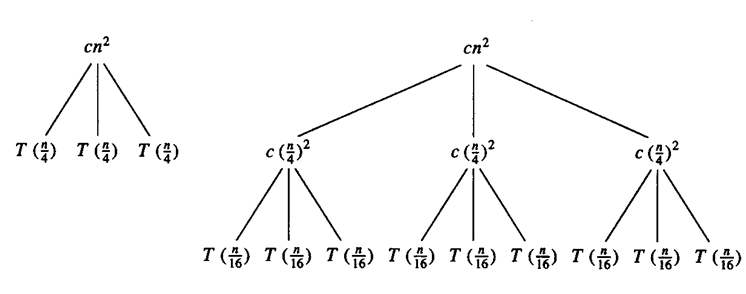 cn² cn²
T (n/4) T (n/4) T (n/4) c (n/4)² c (n/4)² c (n/4)²
T (n/16) T (n/16) T (n/16) T (n/16) T (n/16) T (n/16) T (n/16) T (n/16) T (n/16)